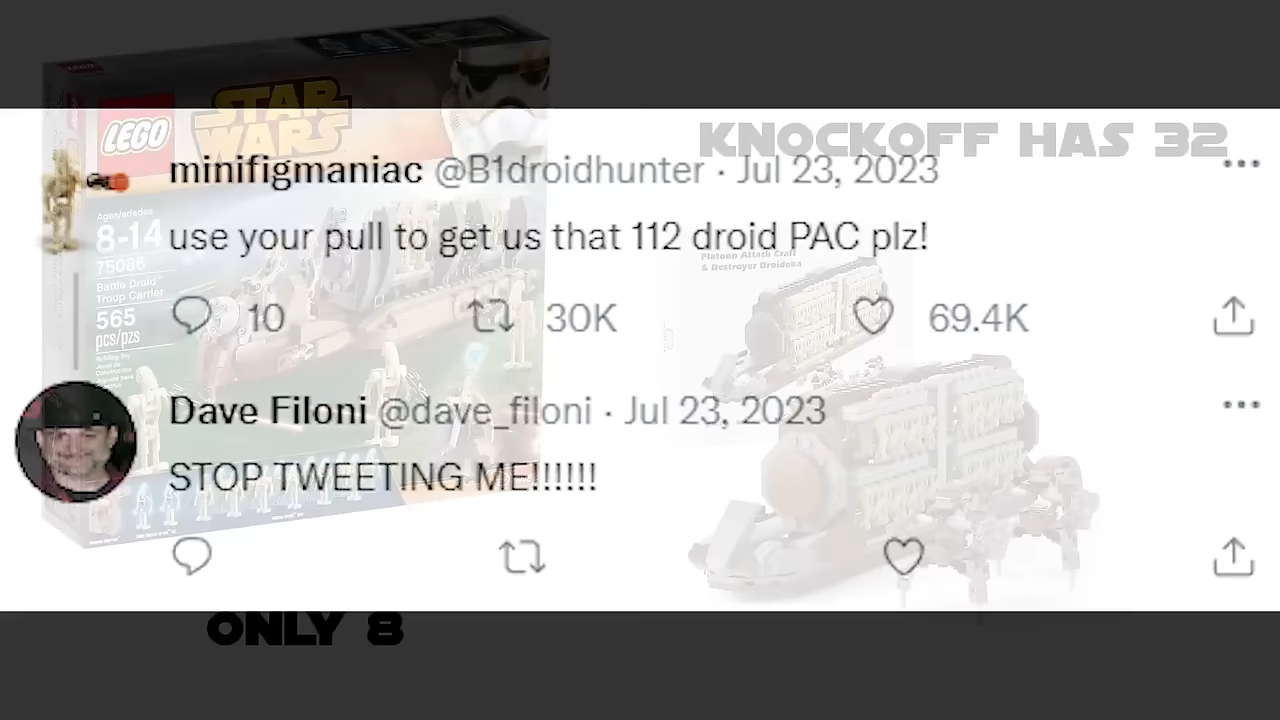 LEGO
STAR
WARS
KNOCKOFF HAS 32
minifigmaniac @B1droidhunter · Jul 23, 2023
Ages/edades
8-14
75086
Battle Droid
Troop Carrier
565
pcs/pzs
use your pull to get us that 112 droid PAC plz!
Platoon Attack Craft
& Destroyer Droideka
10 30K 69.4K
Dave Filoni @dave_filoni · Jul 23, 2023
STOP TWEETING ME!!!!!!
ONLY 8